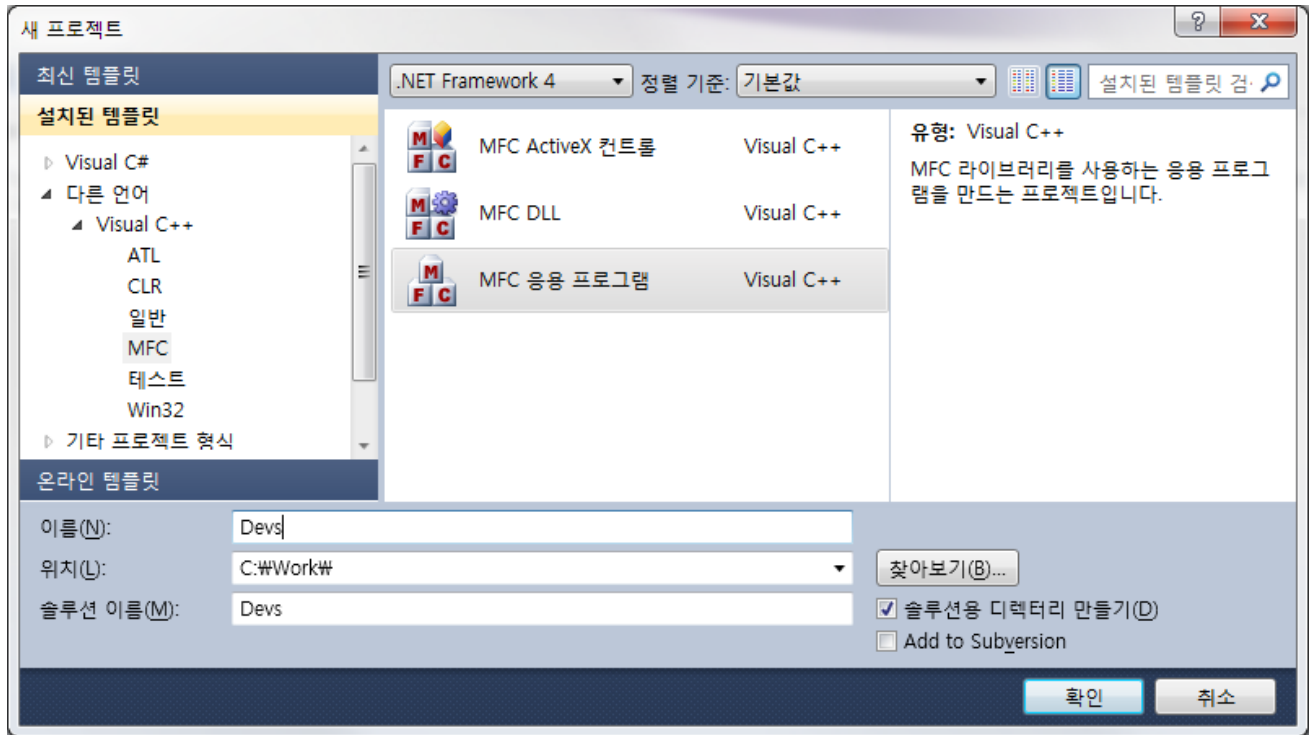 새 프로젝트
최신 템플릿
설치된 템플릿
Visual C#
다른 언어
Visual C++
ATL
CLR
일반
MFC
테스트
Win32
기타 프로젝트 형식
온라인 템플릿
.NET Framework 4
정렬 기준:
기본값
설치된 템플릿 검
MFC ActiveX 컨트롤 Visual C++
MFC DLL Visual C++
MFC 응용 프로그램 Visual C++
유형: Visual C++
MFC 라이브러리를 사용하는 응용 프로그
램을 만드는 프로젝트입니다.
이름(N): Devs
위치(L): C:₩Work₩
찾아보기(B)...
솔루션 이름(M): Devs
솔루션용 디렉터리 만들기(D)
Add to Subversion
확인
취소